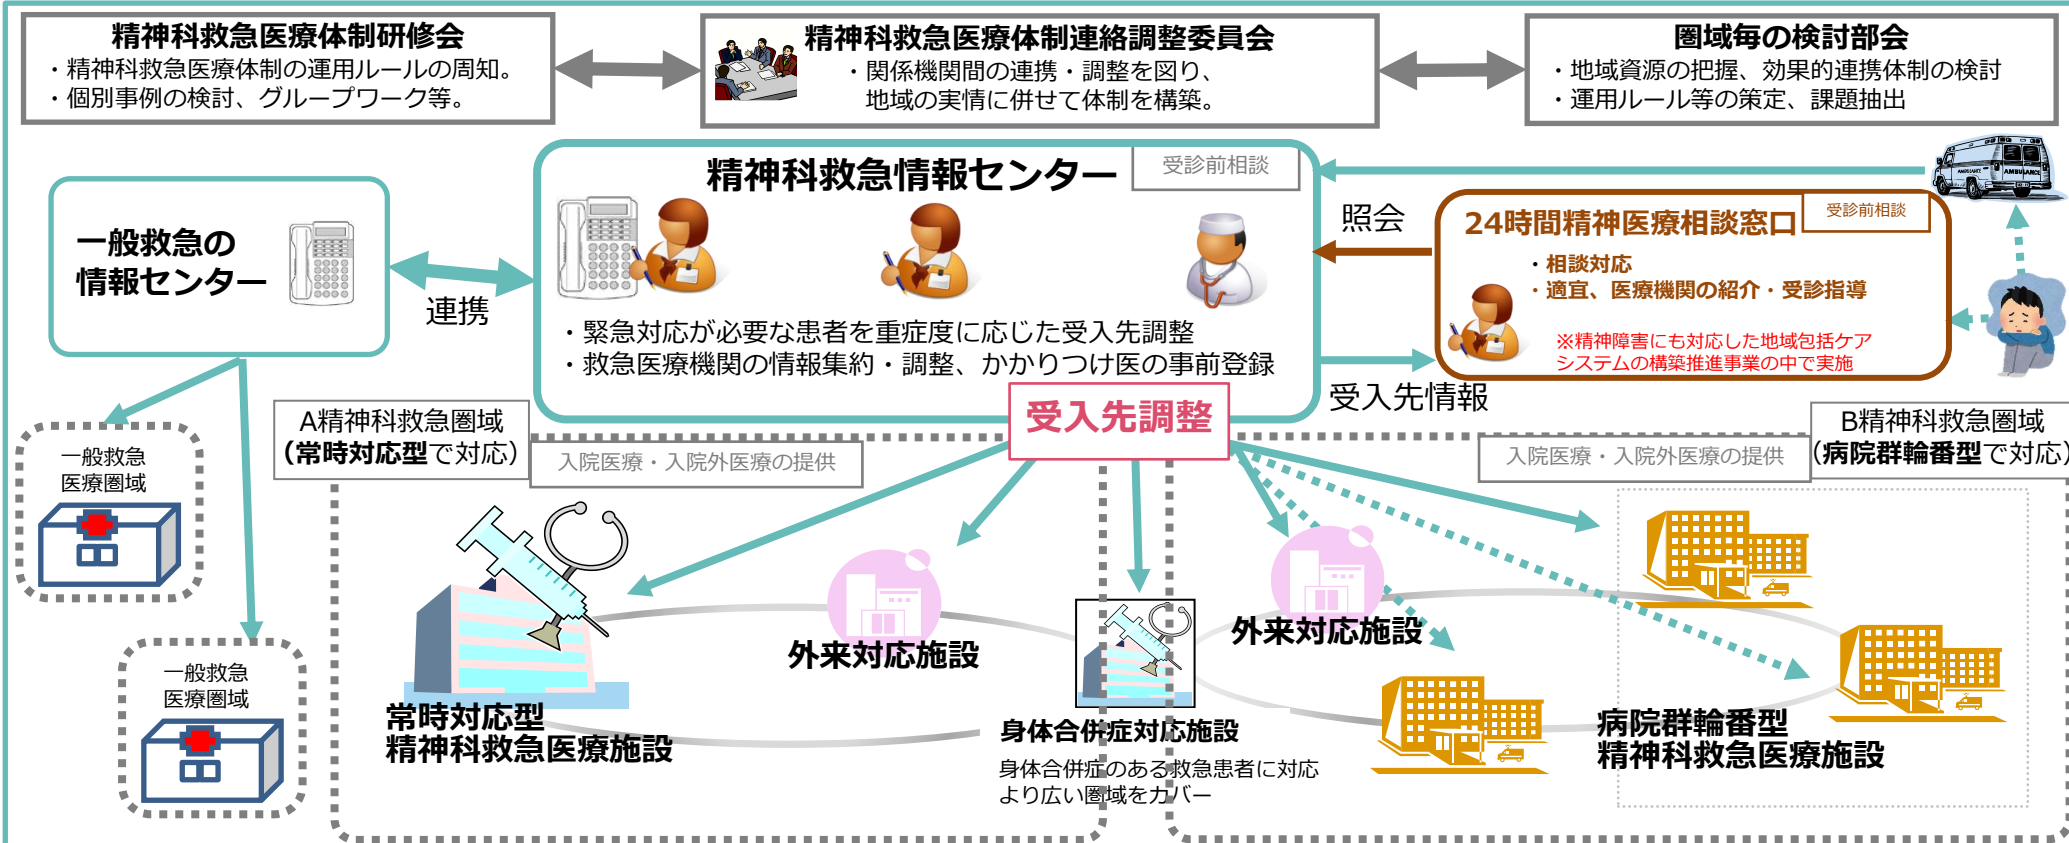 精神科救急医療体制研修会
・精神科救急医療体制の運用ルールの周知。
・個別事例の検討、グループワーク等。
精神科救急医療体制連絡調整委員会
・関係機関間の連携・調整を図り、
地域の実情に併せて体制を構築。
圏域毎の検討部会
・地域資源の把握、効果的連携体制の検討
・運用ルール等の策定、課題抽出
精神科救急情報センター
受診前相談
・緊急対応が必要な患者を重症度に応じた受入先調整
・救急医療機関の情報集約・調整、かかりつけ医の事前登録
一般救急の
情報センター
連携
照会
受入先情報
AMBULANCE
AMBULANCE
24時間精神医療相談窓口
受診前相談
・相談対応
・適宜、医療機関の紹介・受診指導
※精神障害にも対応した地域包括ケア
システムの構築推進事業の中で実施
受入先調整
A精神科救急圏域
(常時対応型で対応)
入院医療・入院外医療の提供
B精神科救急圏域
(病院群輪番型で対応)
入院医療・入院外医療の提供
一般救急
医療圏域
一般救急
医療圏域
常時対応型
精神科救急医療施設
外来対応施設
身体合併症対応施設
身体合併症のある救急患者に対応
より広い圏域をカバー
外来対応施設
病院群輪番型
精神科救急医療施設